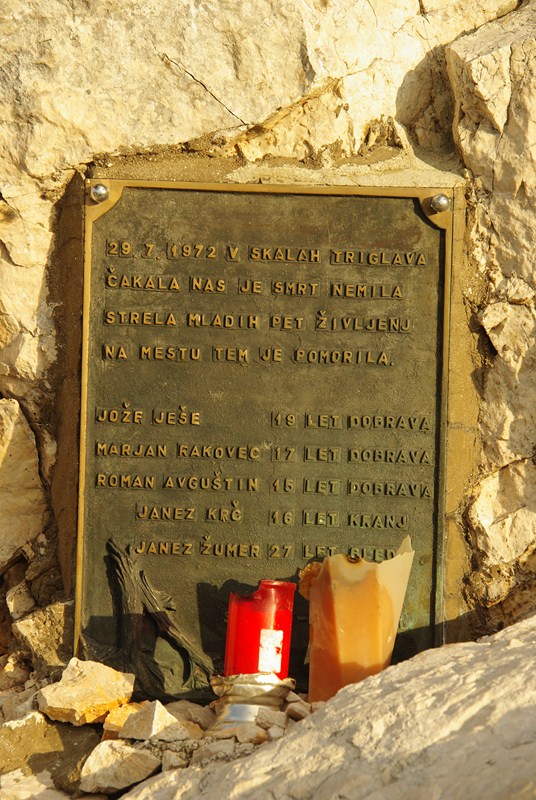 29. 7. 1972 V SKALAH TRIGLAVA
ČAKALA NAS JE SMRT NEMILA
STRELA MLADIH PET ŽIVLJENJ
NA MESTU TEM JE POMORILA.
JOŽE JEŠE 19 LET DOBRAVA
MARJAN RAKOVEC 17 LET DOBRAVA
ROMAN AVGUŠTIN 15 LET DOBRAVA
JANEZ KRČ 16 LET KRANJ
JANEZ ŽUMER 27 LET BLED